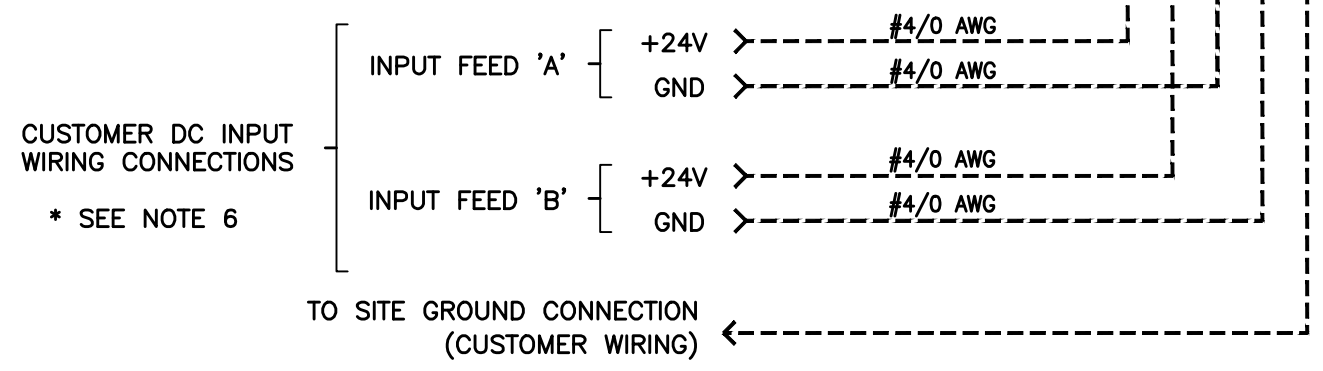 #4/0 AWG
INPUT FEED 'A'
+24V
GND
#4/0 AWG
CUSTOMER DC INPUT
WIRING CONNECTIONS
* SEE NOTE 6
INPUT FEED 'B'
+24V
#4/0 AWG
GND
#4/0 AWG
TO SITE GROUND CONNECTION
(CUSTOMER WIRING)